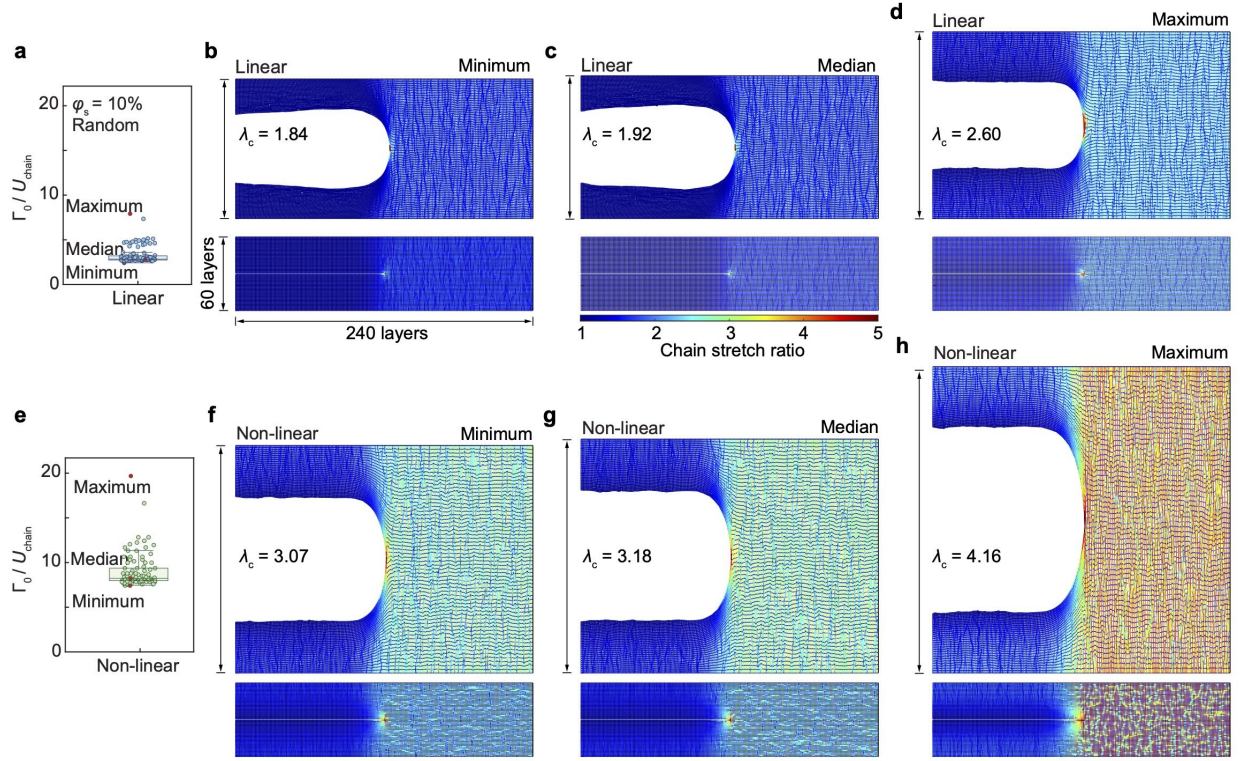 a
20
φs = 10%
Random
Γ0 / Uchain
10
Maximum
Median
Minimum
0
Linear
b
Linear
Minimum
λc = 1.84
60 layers
240 layers
c
Linear
Median
λc = 1.92
1
2
3
4
5
Chain stretch ratio
d
Linear
Maximum
λc = 2.60
e
20
Maximum
Γ0 / Uchain
Median
10
Minimum
0
Non-linear
f
Non-linear
Minimum
λc = 3.07
g
Non-linear
Median
λc = 3.18
h
Non-linear
Maximum
λc = 4.16